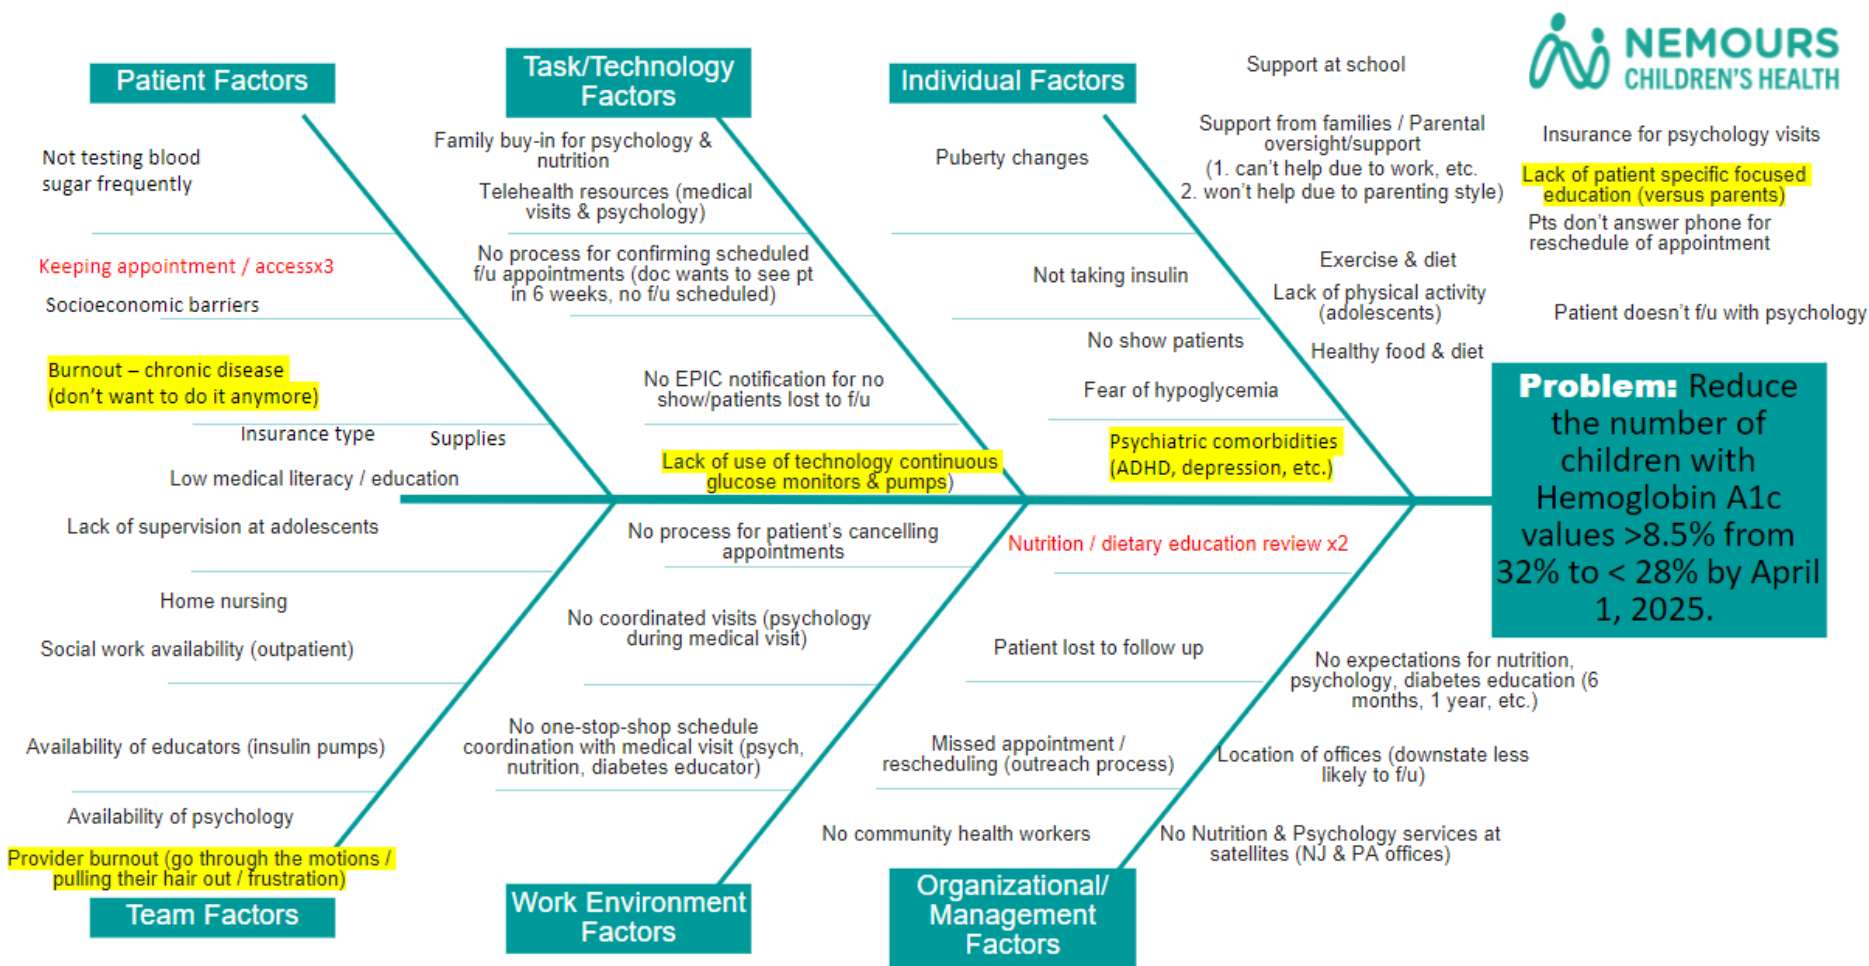 NEMOURS
CHILDREN'S HEALTH
Patient Factors
Not testing blood
sugar frequently
Keeping appointment / accessx3
Socioeconomic barriers
Burnout – chronic disease
(don't want to do it anymore)
Insurance type
Supplies
Low medical literacy / education
Task/Technology
Factors
Family buy-in for psychology &
nutrition
Telehealth resources (medical
visits & psychology)
No process for confirming scheduled
f/u appointments (doc wants to see pt
in 6 weeks, no f/u scheduled)
No EPIC notification for no
show/patients lost to f/u
Lack of use of technology continuous
glucose monitors & pumps)
Individual Factors
Puberty changes
Not taking insulin
No show patients
Fear of hypoglycemia
Psychiatric comorbidities
(ADHD, depression, etc.)
Support at school
Support from families / Parental
oversight/support
(1. can't help due to work, etc.
2. won't help due to parenting style)
Exercise & diet
Lack of physical activity
(adolescents)
Healthy food & diet
Insurance for psychology visits
Lack of patient specific focused
education (versus parents)
Pts don't answer phone for
reschedule of appointment
Patient doesn't f/u with psychology
Problem: Reduce
the number of
children with
Hemoglobin A1c
values >8.5% from
32% to < 28% by April
1, 2025.
Lack of supervision at adolescents
Home nursing
Social work availability (outpatient)
Availability of educators (insulin pumps)
Availability of psychology
Provider burnout (go through the motions /
pulling their hair out / frustration)
Team Factors
No process for patient's cancelling
appointments
No coordinated visits (psychology
during medical visit)
No one-stop-shop schedule
coordination with medical visit (psych,
nutrition, diabetes educator)
Work Environment
Factors
Nutrition / dietary education review x2
Patient lost to follow up
Missed appointment /
rescheduling (outreach process)
No community health workers
Organizational/
Management
Factors
No expectations for nutrition,
psychology, diabetes education (6
months, 1 year, etc.)
Location of offices (downstate less
likely to f/u)
No Nutrition & Psychology services at
satellites (NJ & PA offices)